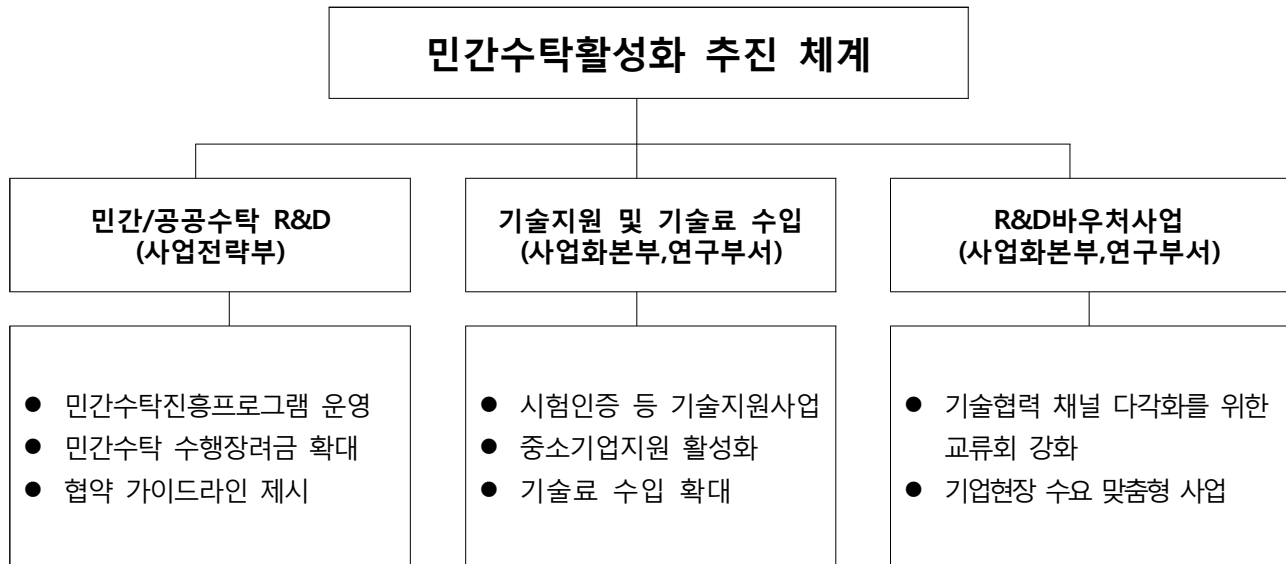 민간수탁활성화 추진 체계
민간/공공수탁 R&D
(사업전략부)
기술지원 및 기술료 수입
(사업화본부,연구부서)
R&D바우처사업
(사업화본부,연구부서)
● 민간수탁진흥프로그램 운영
● 민간수탁 수행장려금 확대
● 협약 가이드라인 제시
● 시험인증 등 기술지원사업
● 중소기업지원 활성화
● 기술료 수입 확대
● 기술협력 채널 다각화를 위한
교류회 강화
● 기업현장 수요 맞춤형 사업